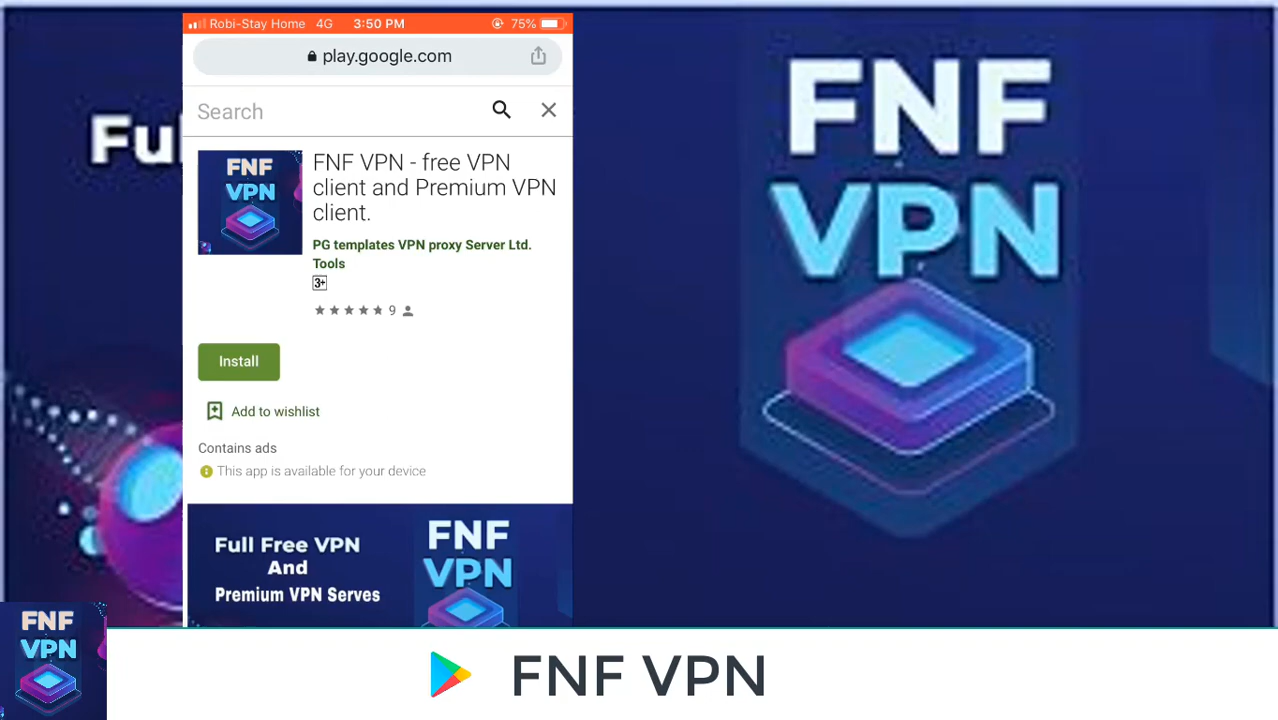 Robi-Stay Home 4G 3:50 PM 75%
play.google.com
Search
FNF
VPN
FNF VPN - free VPN
client and Premium VPN
client.
PG templates VPN proxy Server Ltd.
Tools
3+
9
Install
Add to wishlist
Contains ads
This app is available for your device
Full Free VPN
And
Premium VPN Serves
FNF
VPN
Ful
FNF
VPN
FNF
VPN
FNF VPN